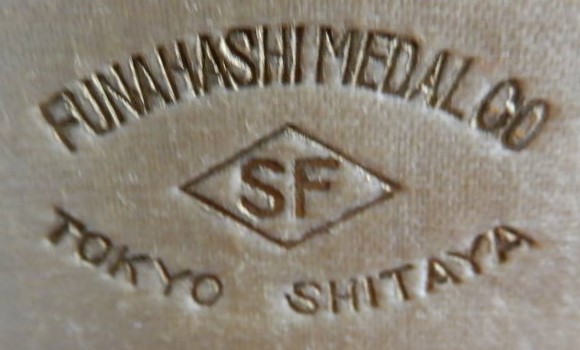 FUNAHASHI MEDAL CO
SF
TOKYO SHITAYA